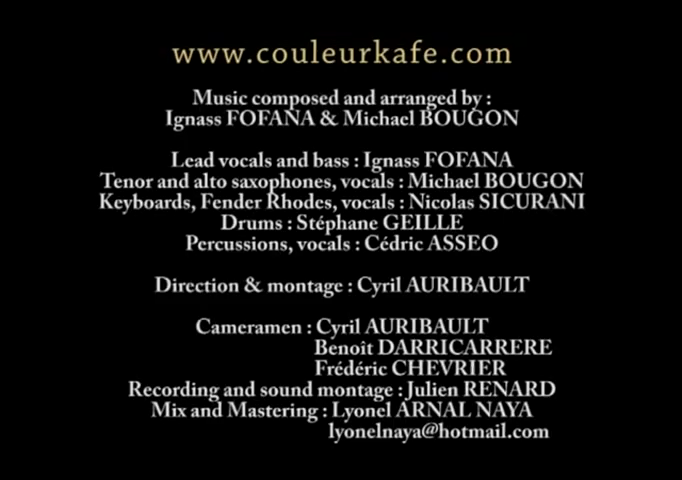 www.couleurkafe.com
Music composed and arranged by :
Ignass FOFANA & Michael BOUGON
Lead vocals and bass : Ignass FOFANA
Tenor and alto saxophones, vocals : Michael BOUGON
Keyboards, Fender Rhodes, vocals : Nicolas SICURANI
Drums : Stéphane GEILLE
Percussions, vocals : Cédric ASSEO
Direction & montage : Cyril AURIBAULT
Cameramen : Cyril AURIBAULT
Benoît DARRICARRERE
Frédéric CHEVRIER
Recording and sound montage : Julien RENARD
Mix and Mastering : Lyonel ARNAL NAYA
lyonelnaya@hotmail.com